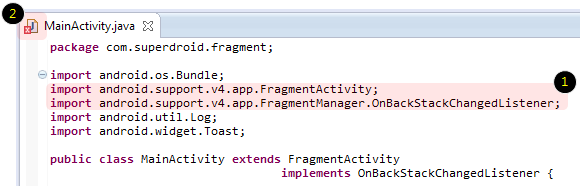 2
MainActivity.java
package com.superdroid.fragment;
import android.os.Bundle;
1
import android.support.v4.app.FragmentActivity;
import android.support.v4.app.FragmentManager.OnBackStackChangedListener;
import android.util.Log;
import android.widget.Toast;
public class MainActivity extends FragmentActivity
implements OnBackStackChangedListener {